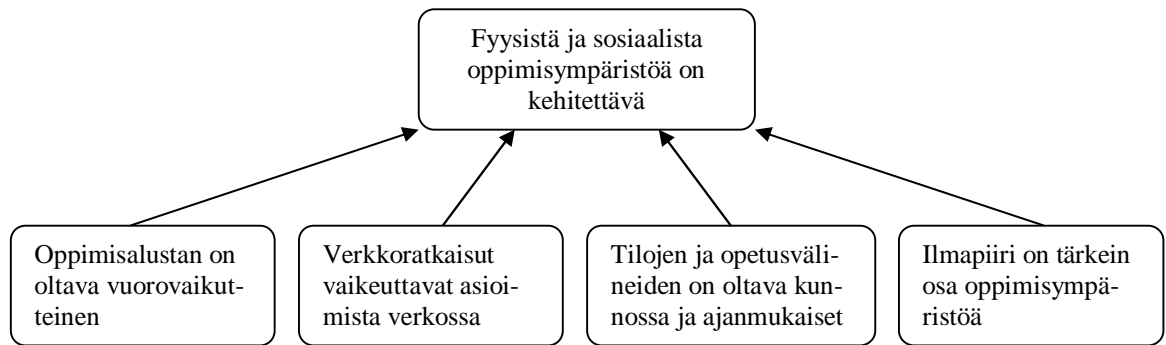 Fyysistä ja sosiaalista
oppimisympäristöä on
kehitettävä
Oppimisalustan on
oltava vuorovaikut-
teinen
Verkkoratkaisut
vaikeuttavat asioi-
mista verkossa
Tilojen ja opetusväli-
neiden on oltava kun-
nossa ja ajanmukaiset
Ilmapiiri on tärkein
osa oppimisympä-
ristöä